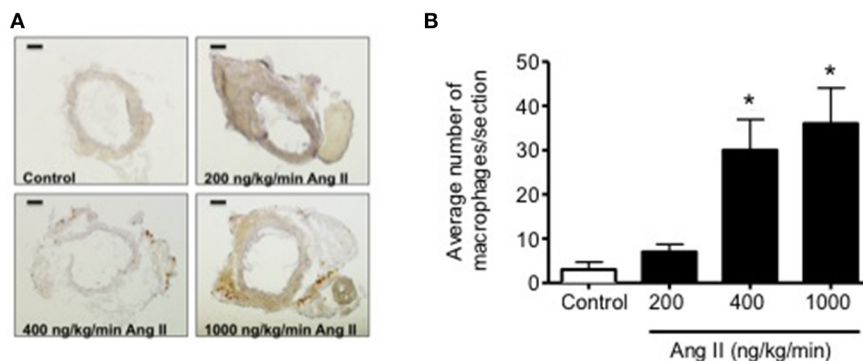 A
Control
200 ng/kg/min Ang II
400 ng/kg/min Ang II
1000 ng/kg/min Ang II
B
Average number of
macrophages/section
50
40
30
20
10
0
*
*
Control
200
400
1000
Ang II (ng/kg/min)